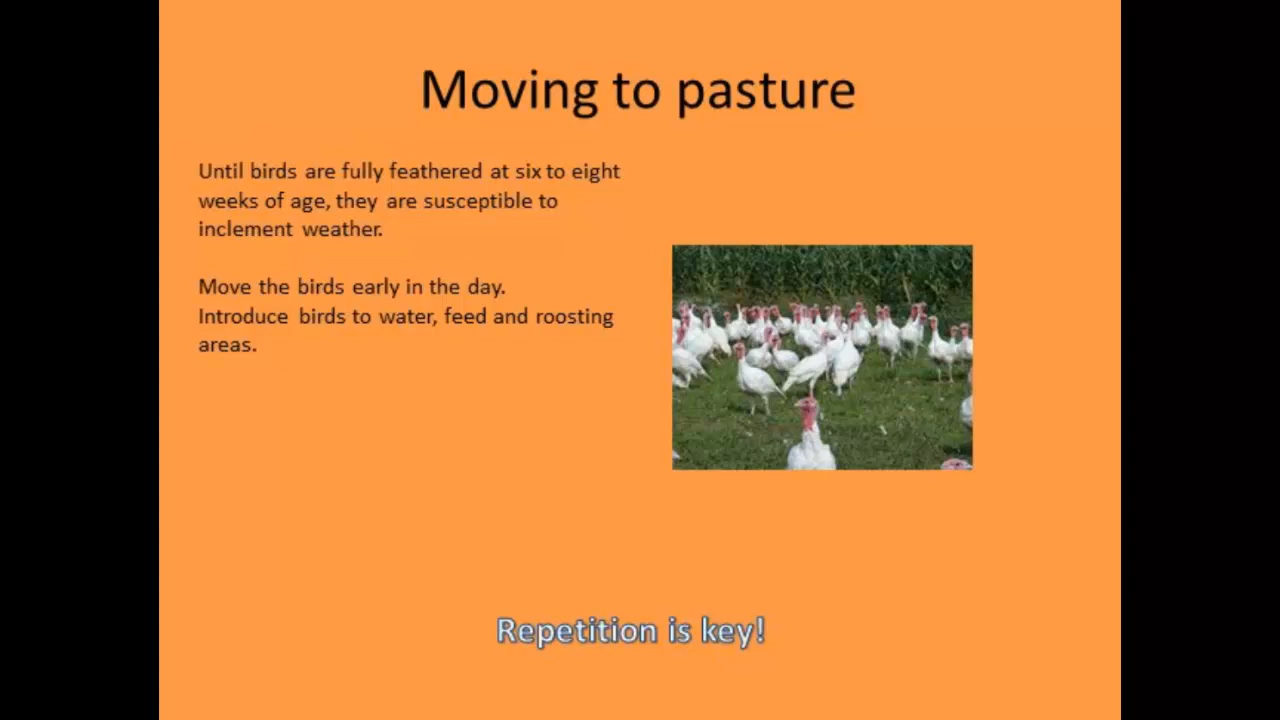 Moving to pasture
Until birds are fully feathered at six to eight
weeks of age, they are susceptible to
inclement weather.
Move the birds early in the day.
Introduce birds to water, feed and roosting
areas.
Repetition is key!